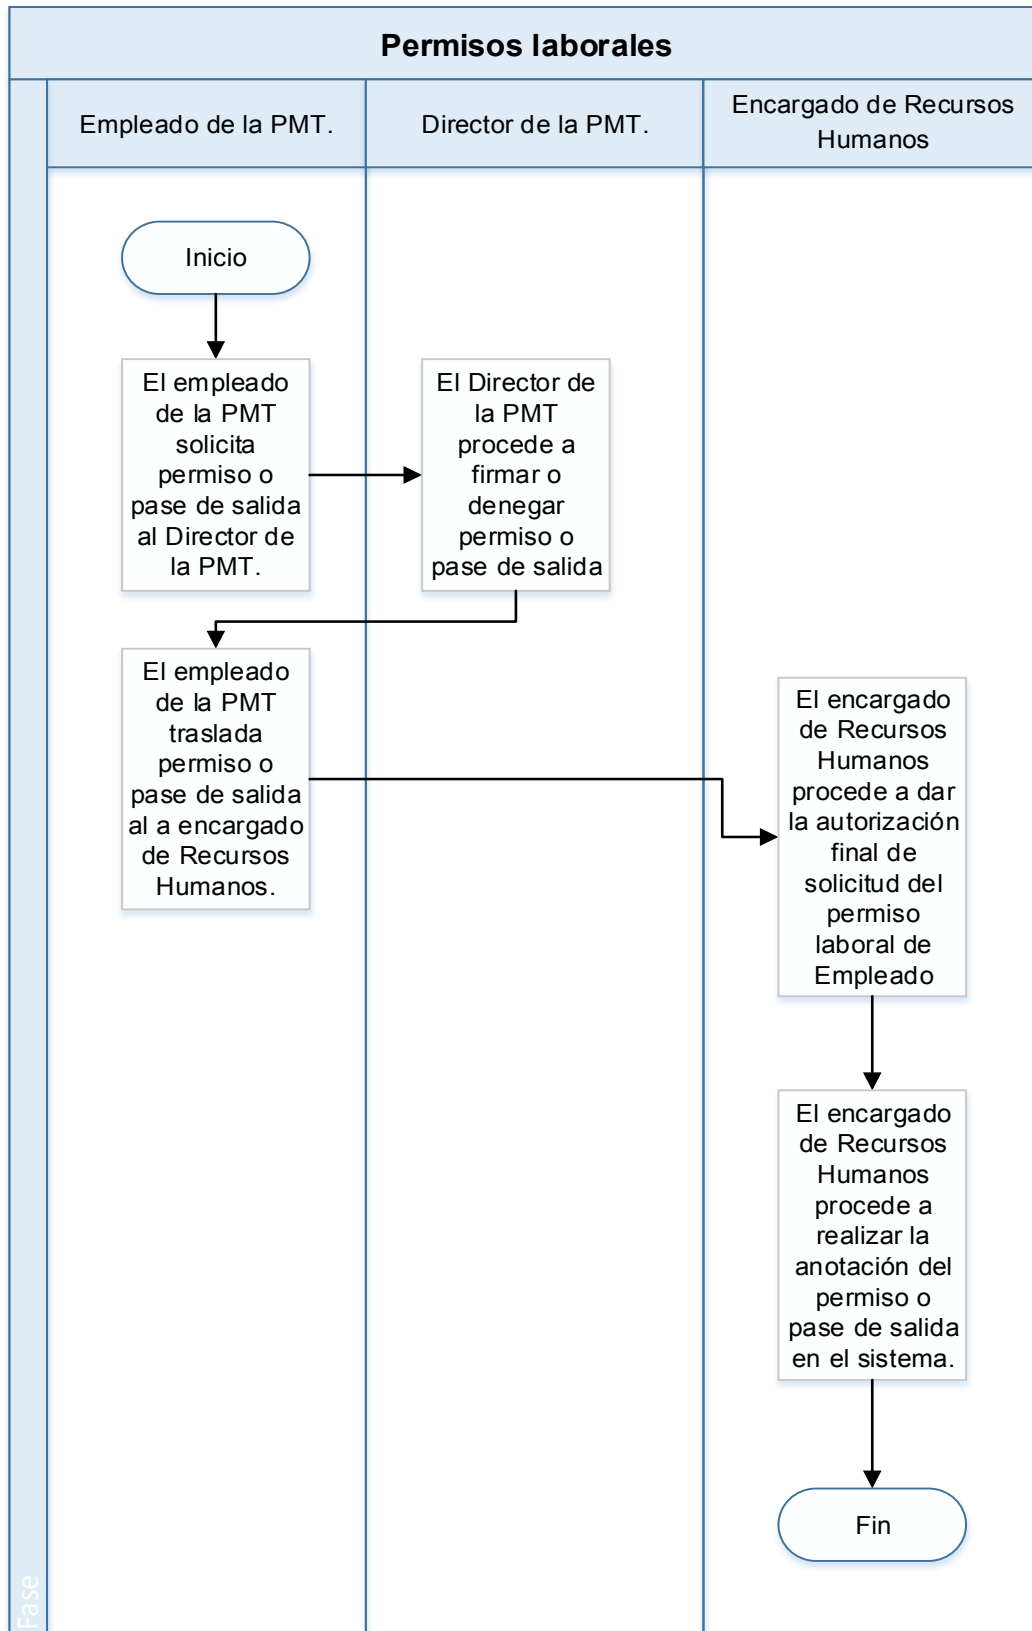 Permisos laborales
Empleado de la PMT.
Director de la PMT.
Encargado de Recursos
Humanos
Inicio
El empleado
de la PMT
solicita
permiso o
pase de salida
al Director de
la PMT.
El Director de
la PMT
procede a
firmar o
denegar
permiso o
pase de salida
El empleado
de la PMT
traslada
permiso o
pase de salida
al a encargado
de Recursos
Humanos.
El encargado
de Recursos
Humanos
procede a dar
la autorización
final de
solicitud del
permiso
laboral de
Empleado
El encargado
de Recursos
Humanos
procede a
realizar la
anotación del
permiso o
pase de salida
en el sistema.
Fin
Fase